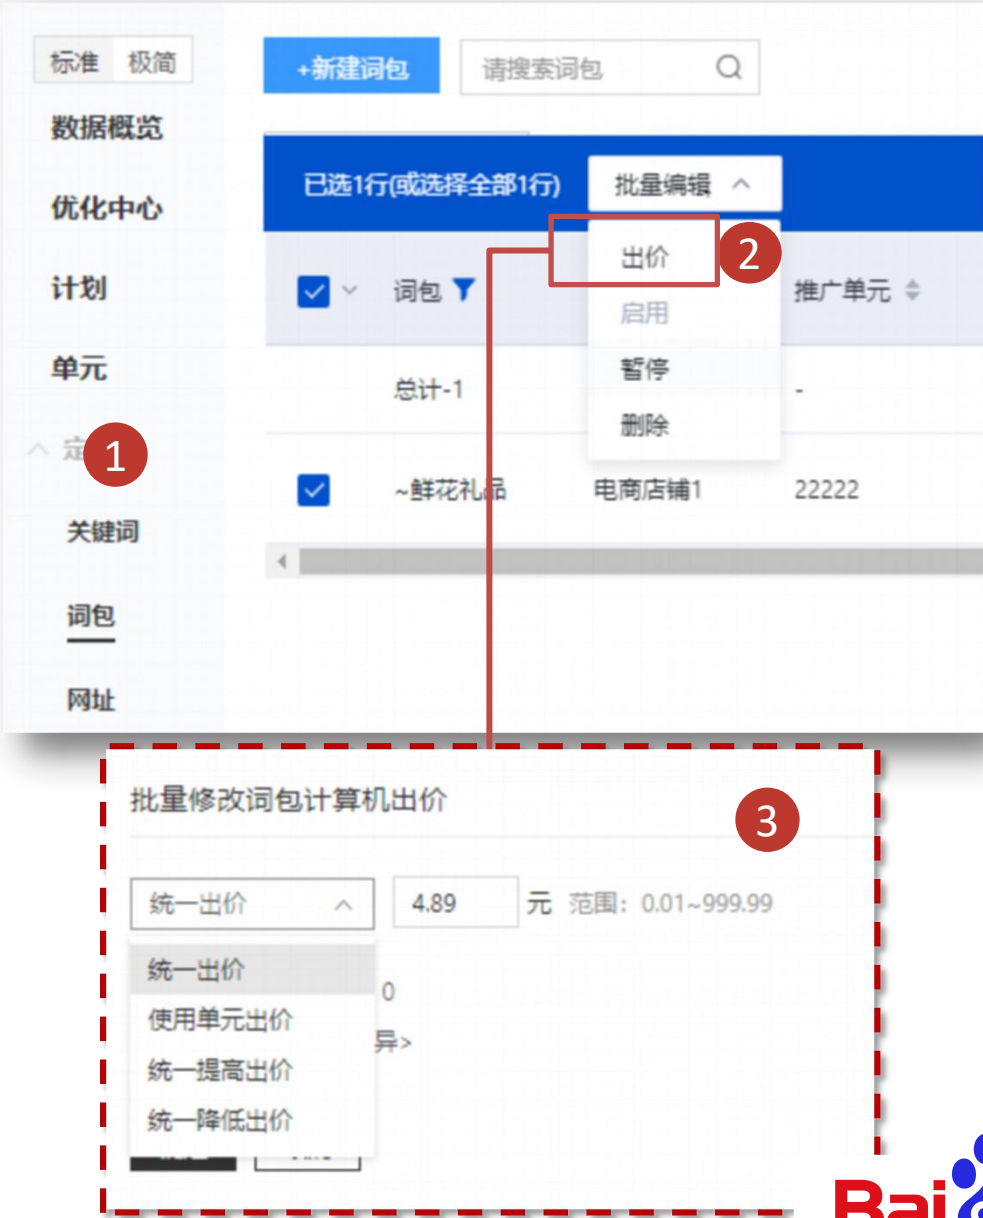 标准 极简
+新建词包 请搜索词包
数据概览
已选1行(或选择全部1行) 批量编辑
优化中心
出价 2
计划
词包 推广单元
启用
单元
暂停
总计-1 -
删除
定 1
~鲜花礼品 电商店铺1 22222
关键词
词包
网址
批量修改词包计算机出价
3
统一出价 4.89 元 范围：0.01~999.99
统一出价
0
使用单元出价
异>
统一提高出价
统一降低出价
Bai